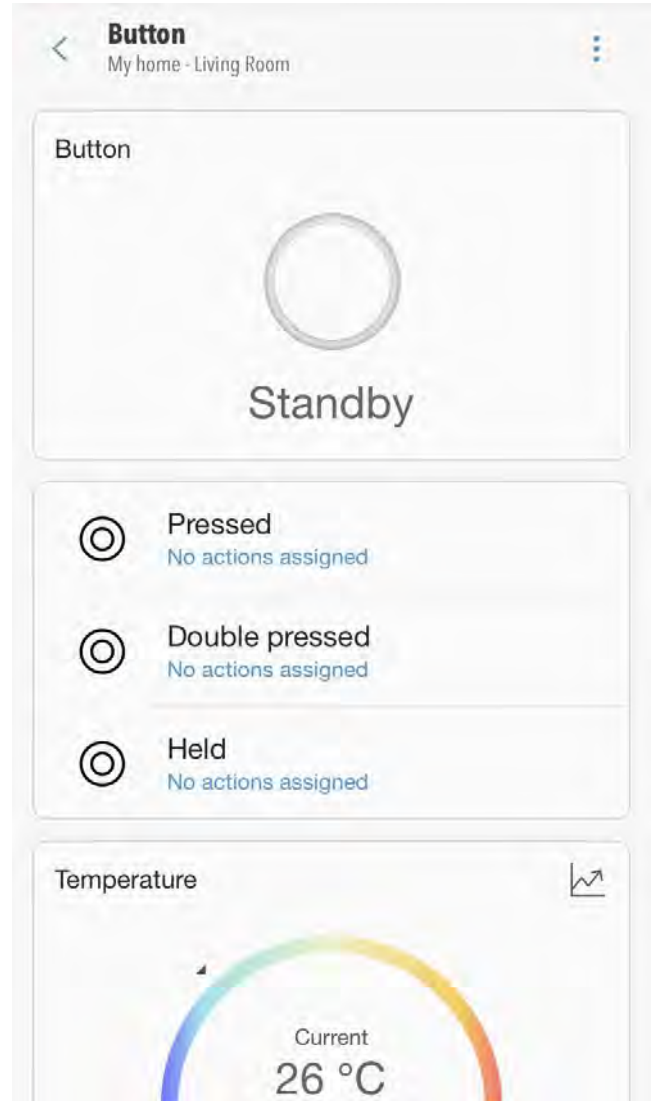 Button
My home - Living Room
Button
Standby
Pressed
No actions assigned
Double pressed
No actions assigned
Held
No actions assigned
Temperature
Current
26 °C